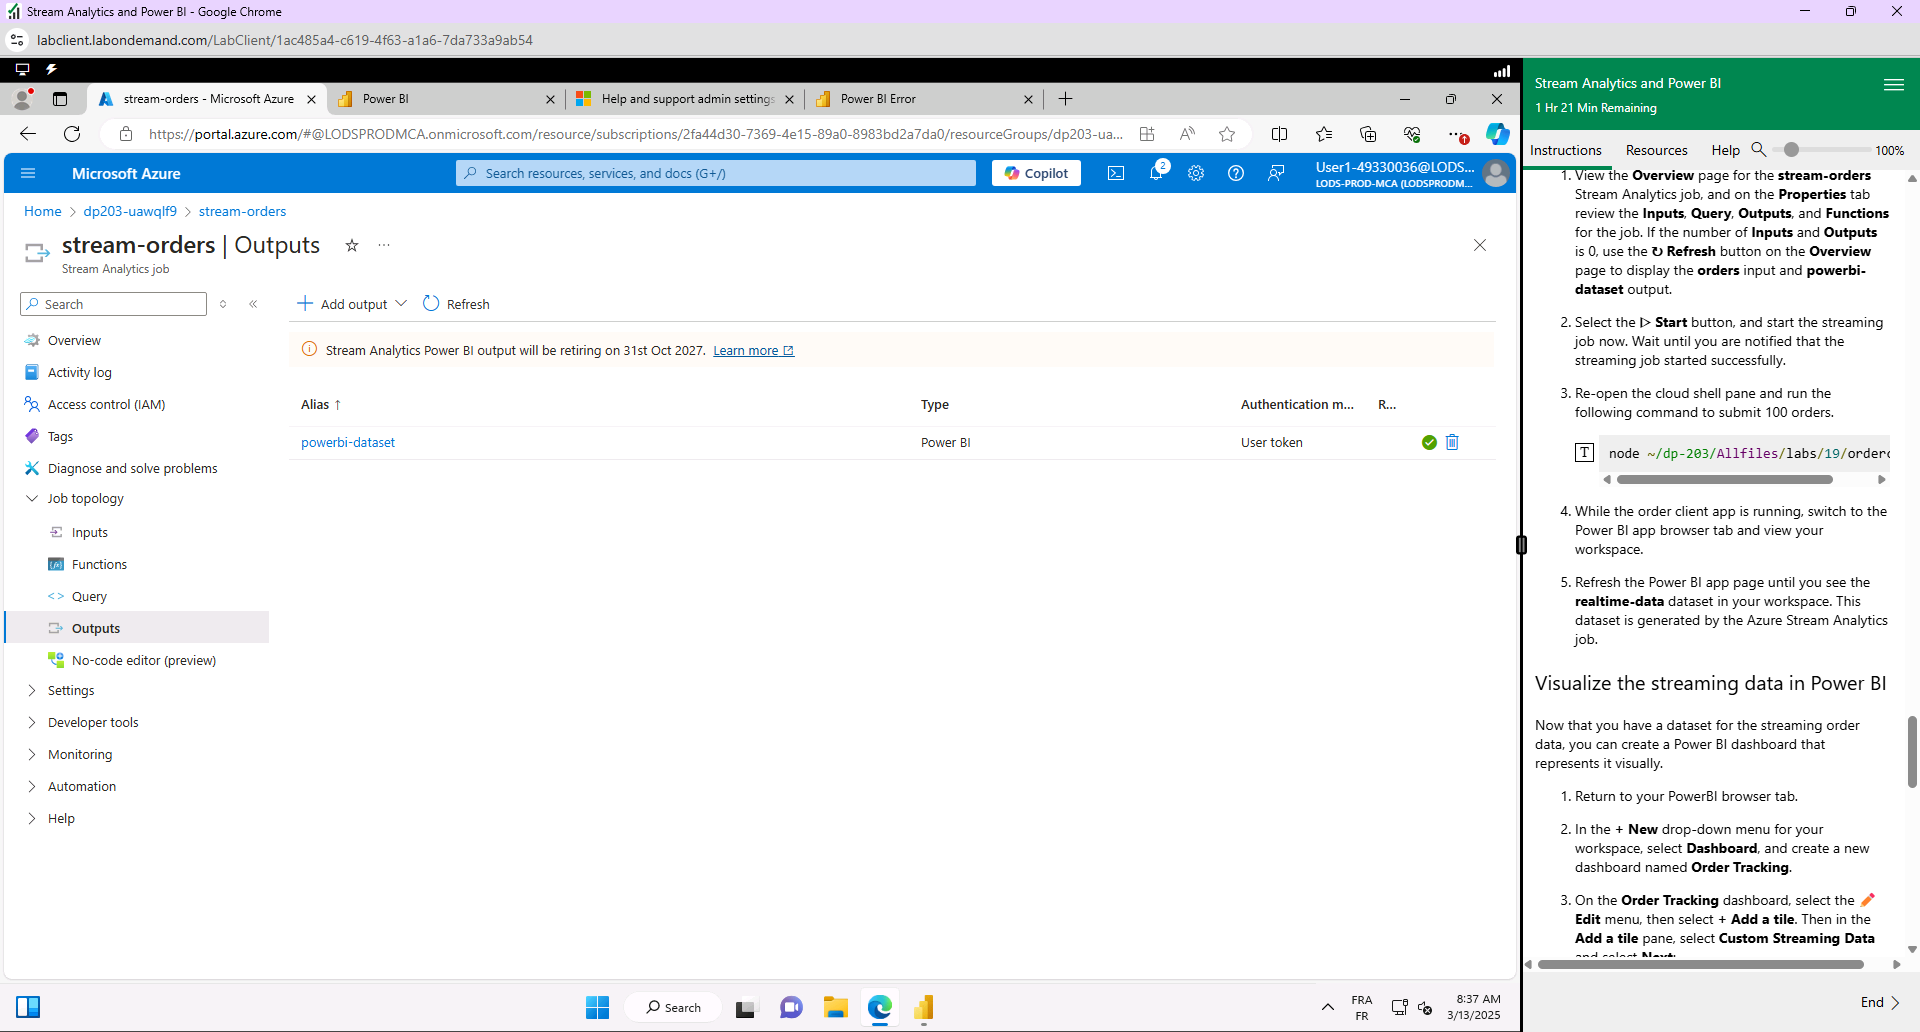 Stream Analytics and Power BI - Google Chrome
labclient.labondemand.com/LabClient/1ac485a4-c619-4f63-a1a6-7da733a9ab54
stream-orders - Microsoft Azure
Power BI
Help and support admin settings
Power BI Error
https://portal.azure.com/#@LODSPRODMCA.onmicrosoft.com/resource/subscriptions/2fa44d30-7369-4e15-89a0-8983bd2a7da0/resourceGroups/dp203-ua...
Microsoft Azure
Search resources, services, and docs (G+/)
Copilot
2
User1-49330036@LODS...
LODS-PROD-MCA (LODSPRODM...
Home > dp203-uawqlf9 > stream-orders
stream-orders | Outputs
Stream Analytics job
Search
Overview
Activity log
Access control (IAM)
Tags
Diagnose and solve problems
Job topology
Inputs
Functions
Query
Outputs
No-code editor (preview)
Settings
Developer tools
Monitoring
Automation
Help
Add output
Refresh
Stream Analytics Power BI output will be retiring on 31st Oct 2027. Learn more
Alias ↑ Type Authentication m... R...
powerbi-dataset Power BI User token
Search
FRA
FR
8:37 AM
3/13/2025
Stream Analytics and Power BI
1 Hr 21 Min Remaining
Instructions Resources Help 100%
1. View the Overview page for the stream-orders
Stream Analytics job, and on the Properties tab
review the Inputs, Query, Outputs, and Functions
for the job. If the number of Inputs and Outputs
is 0, use the ↻ Refresh button on the Overview
page to display the orders input and powerbi-
dataset output.
2. Select the ▷ Start button, and start the streaming
job now. Wait until you are notified that the
streaming job started successfully.
3. Re-open the cloud shell pane and run the
following command to submit 100 orders.
T
node ~/dp-203/Allfiles/labs/19/orderc
4. While the order client app is running, switch to the
Power BI app browser tab and view your
workspace.
5. Refresh the Power BI app page until you see the
realtime-data dataset in your workspace. This
dataset is generated by the Azure Stream Analytics
job.
Visualize the streaming data in Power BI
Now that you have a dataset for the streaming order
data, you can create a Power BI dashboard that
represents it visually.
1. Return to your PowerBI browser tab.
2. In the + New drop-down menu for your
workspace, select Dashboard, and create a new
dashboard named Order Tracking.
3. On the Order Tracking dashboard, select the ✏️
Edit menu, then select + Add a tile. Then in the
Add a tile pane, select Custom Streaming Data
and select Next:
End >